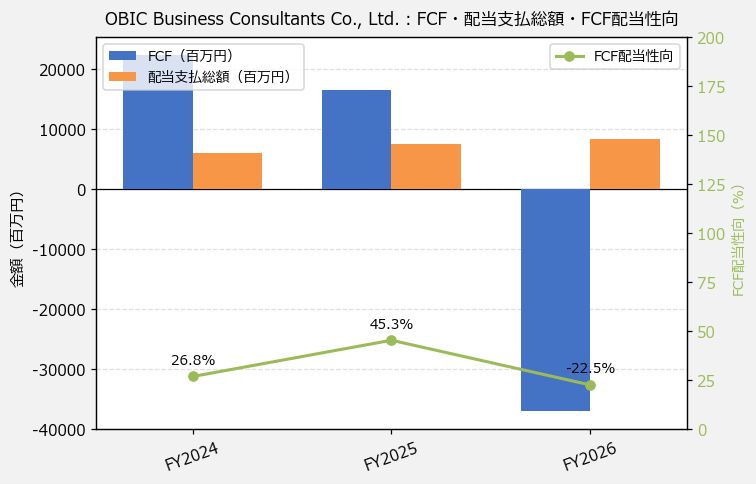 OBIC Business Consultants Co., Ltd. : FCF・配当支払総額・FCF配当性向
FCF（百万円）
配当支払総額（百万円）
FCF配当性向
金額（百万円）
20000
10000
0
-10000
-20000
-30000
-40000
26.8%
45.3%
-22.5%
200
175
150
125
100
75
50
25
0
FCF配当性向（%）
FY2024
FY2025
FY2026